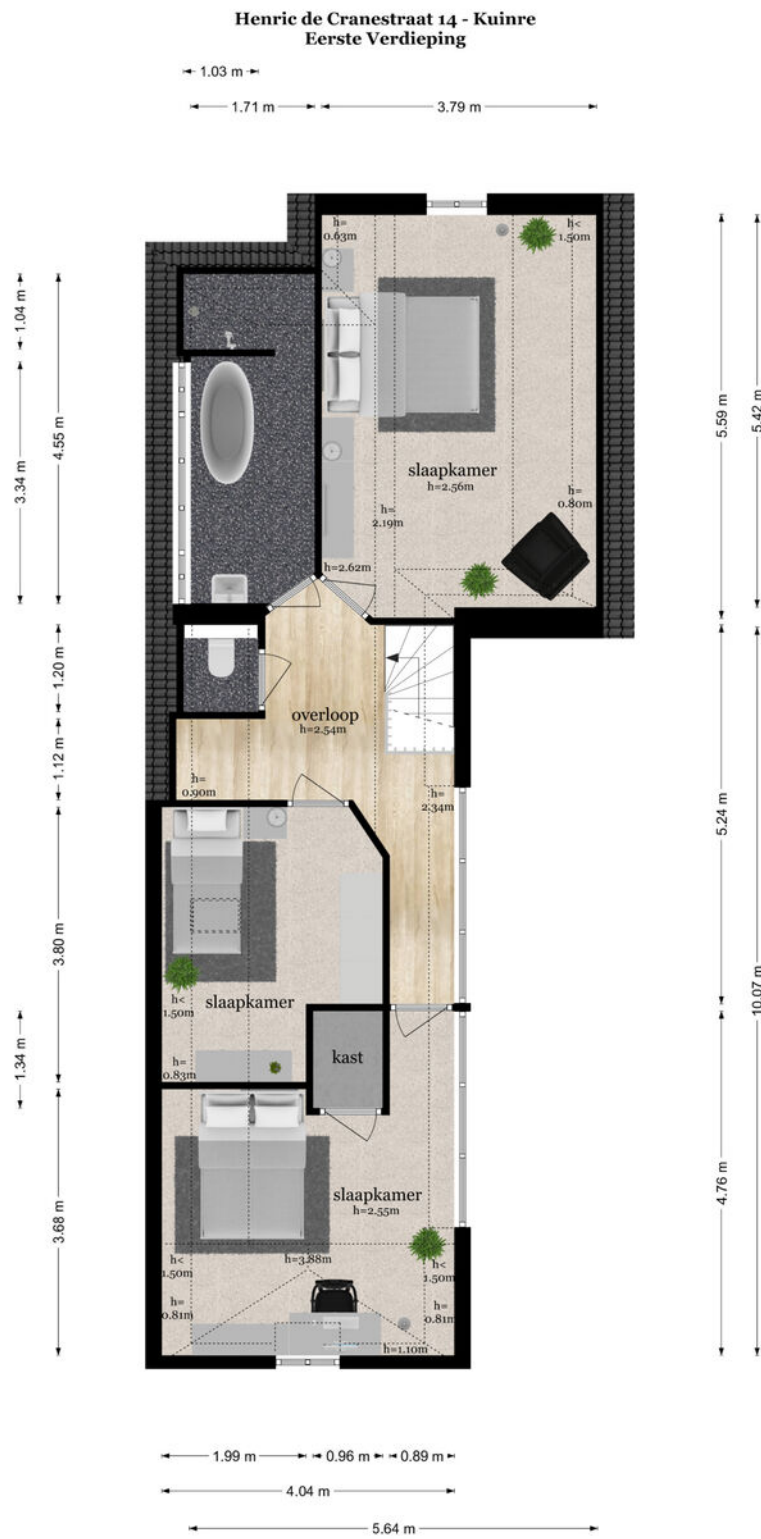 Henric de Cranestraat 14 - Kuinre
Eerste Verdieping
1.03 m
1.71 m
3.79 m
h=
0.63m
h<
1.50m
1.04 m
4.55 m
3.34 m
5.59 m
5.42 m
slaapkamer
h=2.56m
h=
2.19m
h=
0.80m
h=2.62m
1.20 m
1.12 m
overloop
h=2.54m
h=
0.90m
h=
2.34m
5.24 m
10.07 m
3.80 m
h<
1.50m
slaapkamer
h=
0.83m
kast
1.34 m
4.76 m
3.68 m
slaapkamer
h=2.55m
h<
1.50m
h=3.88m
h<
1.50m
h=
0.81m
h=
0.81m
h=1.10m
1.99 m
0.96 m
0.89 m
4.04 m
5.64 m